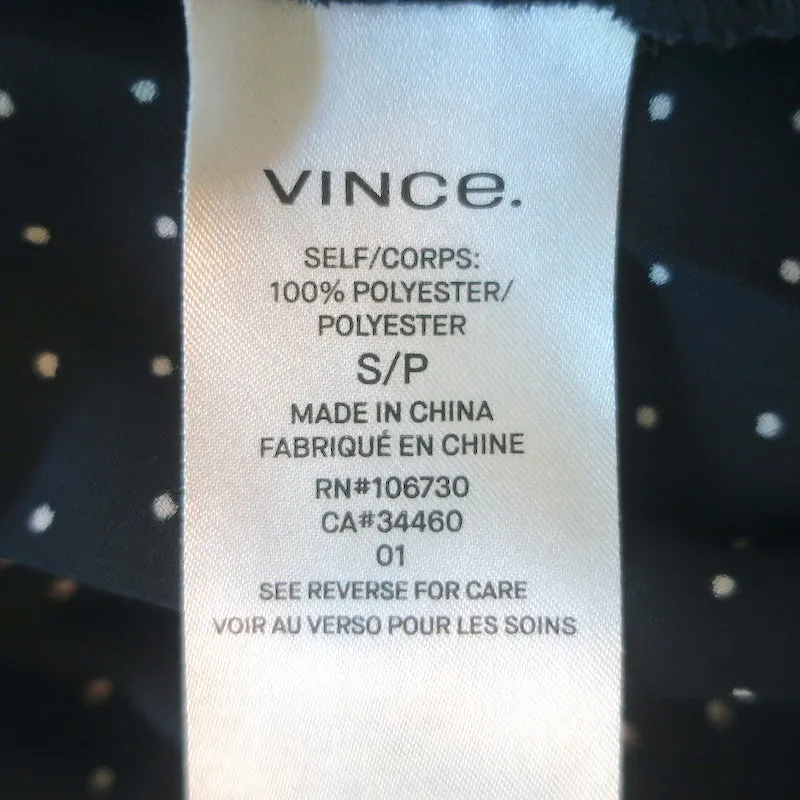 VINCe.
SELF/CORPS:
100% POLYESTER/
POLYESTER
S/P
MADE IN CHINA
FABRIQUÉ EN CHINE
RN#106730
CA#34460
01
SEE REVERSE FOR CARE
VOIR AU VERSO POUR LES SOINS